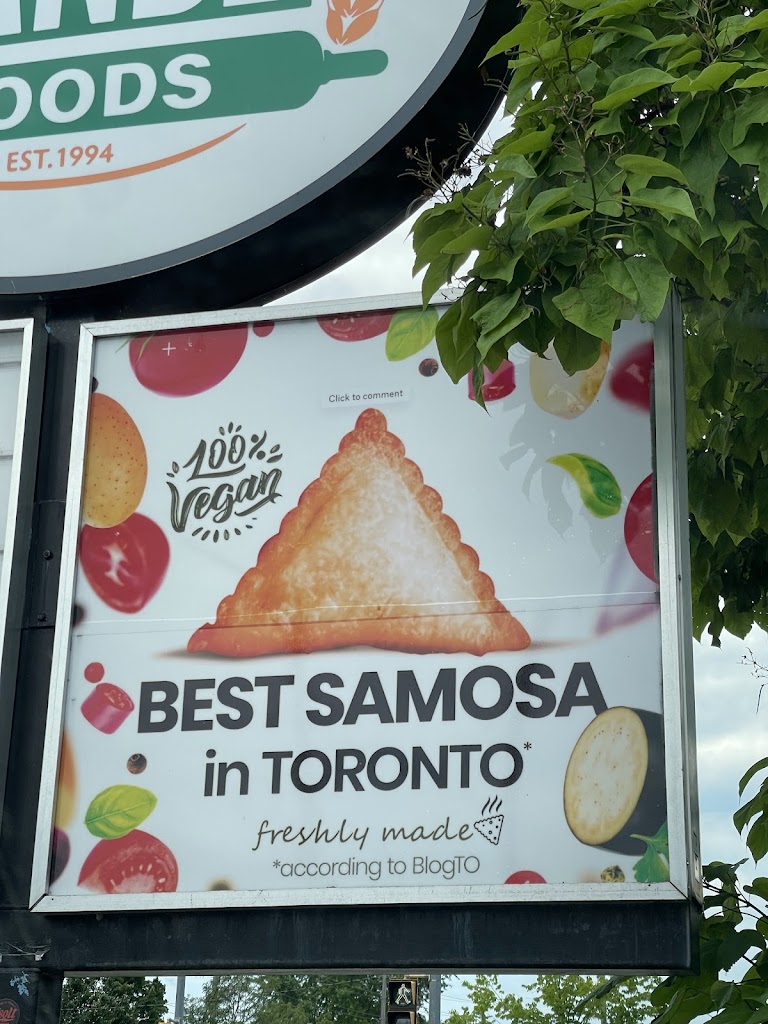 OODS
EST.1994
Click to comment
100%
Vegan
BEST SAMOSA
in TORONTO*
freshly made
*according to BlogTO